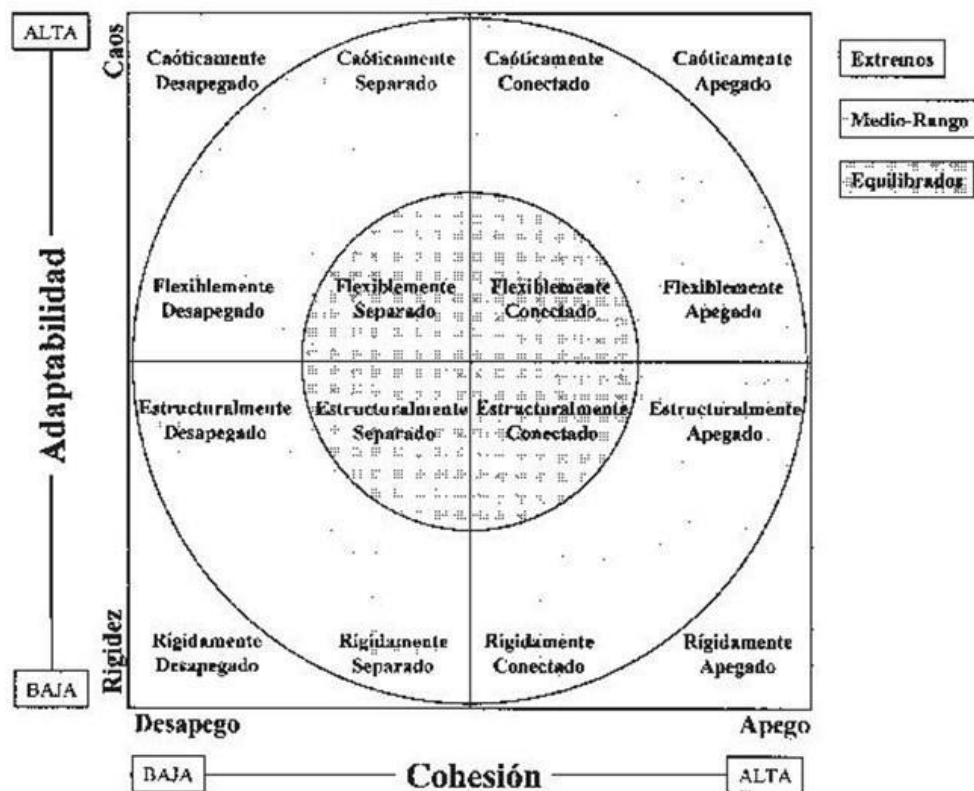 ALTA
Caos
Caóticamente
Desapegado
Caóticamente
Separado
Caóticamente
Conectado
Caóticamente
Apegado
Extremos
Medio-Rango
Equilibrados
Adaptabilidad
Flexiblemente
Desapegado
Flexiblemente
Separado
Flexiblemente
Conectado
Flexiblemente
Apegado
Estructuralmente
Desapegado
Estructuralmente
Separado
Estructuralmente
Conectado
Estructuralmente
Apegado
Rigidez
Rígidamente
Desapegado
Rígidamente
Separado
Rígidamente
Conectado
Rígidamente
Apegado
BAJA
Desapego
Apego
BAJA
Cohesión
ALTA